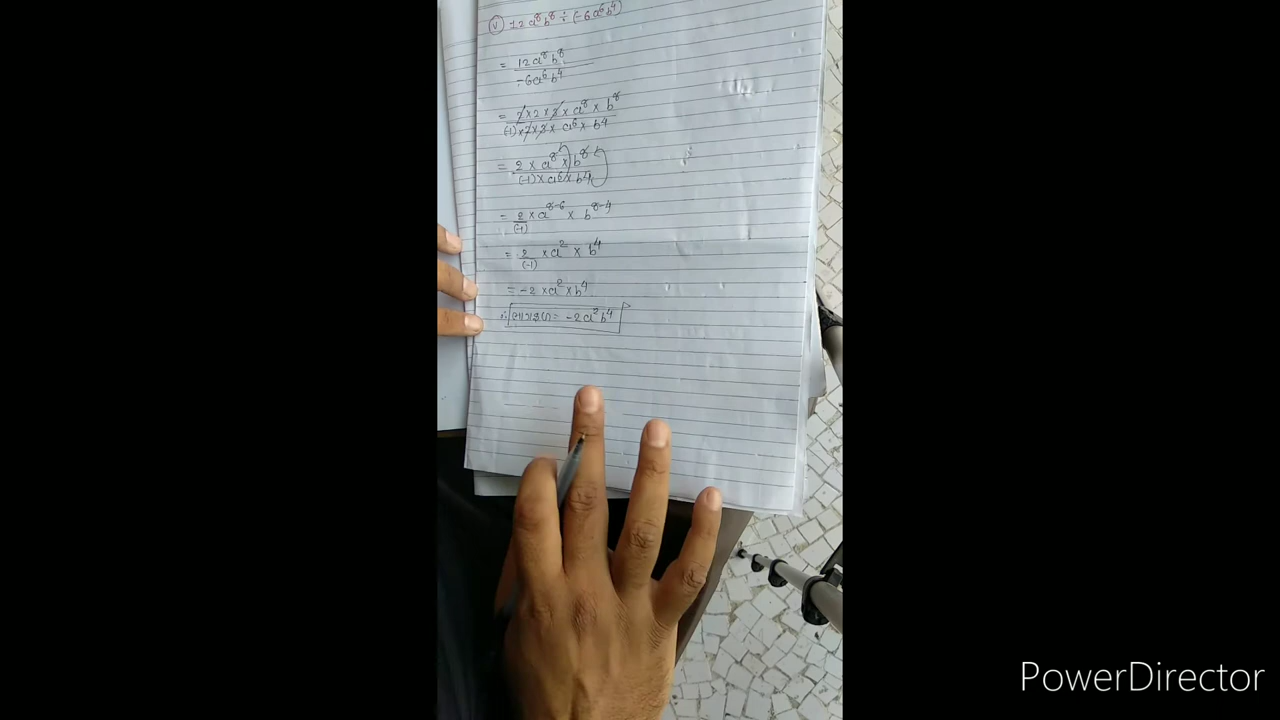 (v) 12a⁸b⁸ ÷ (-6a⁶b⁴)
= 12a⁸b⁸ / -6a⁶b⁴
= 2 × 2 × 3 × a⁸ × b⁸ / (-1) × 2 × 3 × a⁶ × b⁴
= 2 × a⁸ × b⁸ / (-1) × a⁶ × b⁴
= 2/(-1) × a⁸⁻⁶ × b⁸⁻⁴
= 2/(-1) × a² × b⁴
= -2 × a² × b⁴
∴ ભાગફળ = -2a²b⁴
PowerDirector